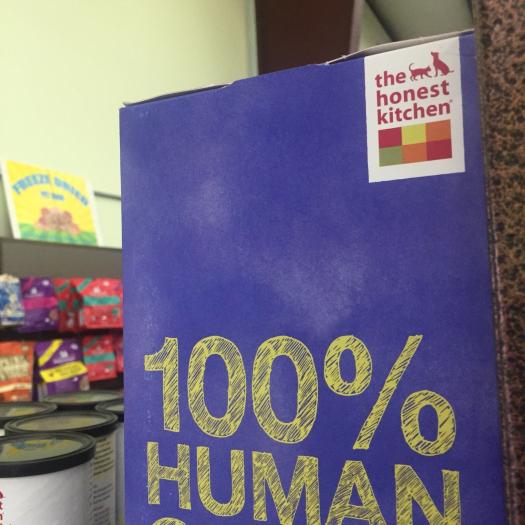 the
honest
kitchen®
FREEZE DRIED
100%
HUMAN